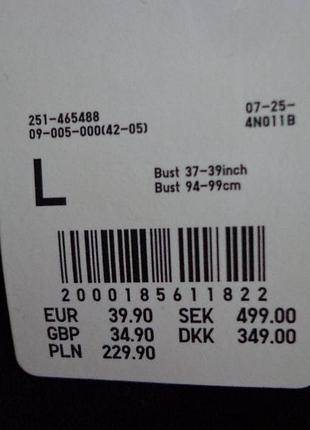 251-465488
09-005-000(42-05)
07-25-
4N011B
L
Bust 37-39inch
Bust 94-99cm
2000185611822
EUR 39.90 SEK 499.00
GBP 34.90 DKK 349.00
PLN 229.90